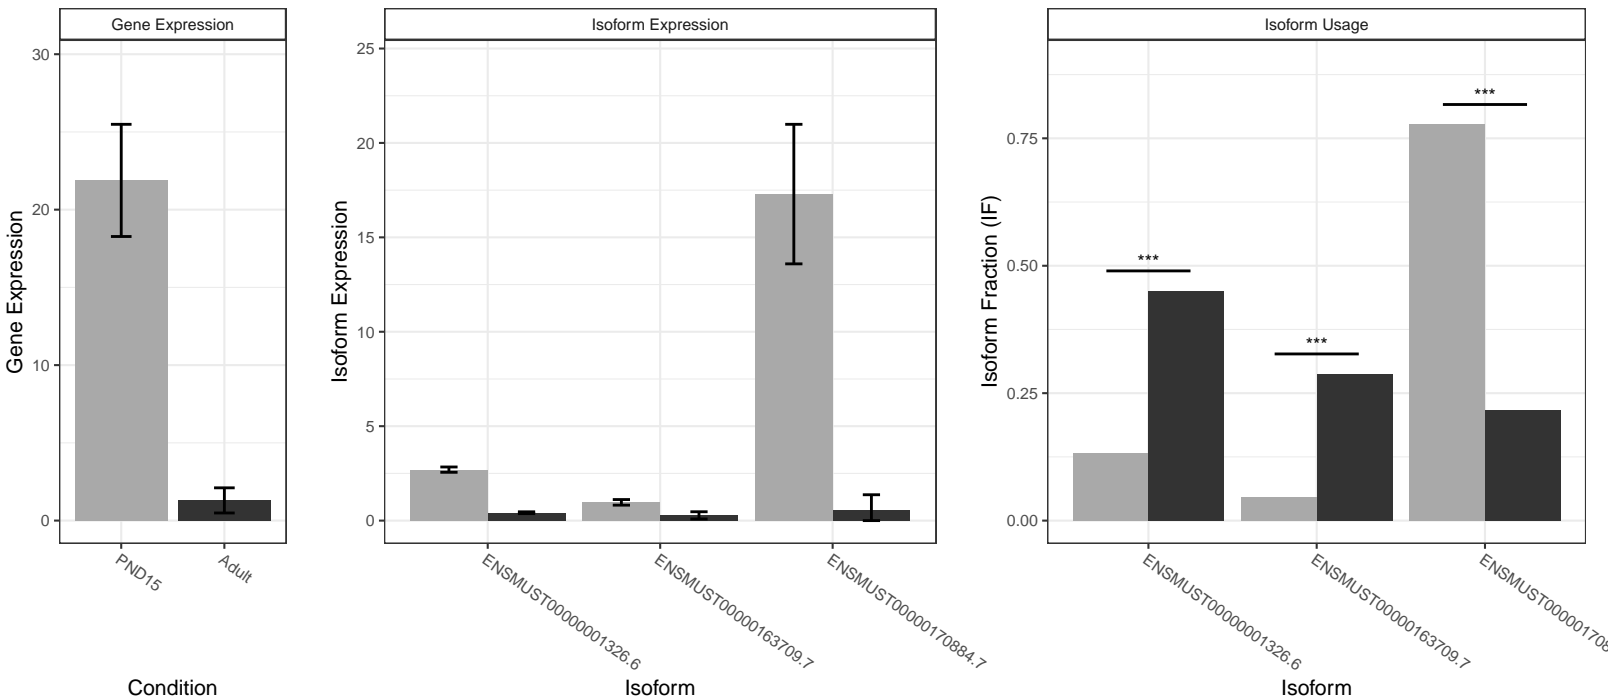 Gene Expression
Isoform Expression
Isoform Usage
Gene Expression
30
20
10
0
PND15
Adult
Condition
Isoform Expression
25
20
15
10
5
0
ENSMUST00000001326.6
ENSMUST00000163709.7
ENSMUST00000170884.7
Isoform
Isoform Fraction (IF)
0.75
0.50
0.25
0.00
***
***
***
ENSMUST00000001326.6
ENSMUST00000163709.7
ENSMUST0000017088
Isoform